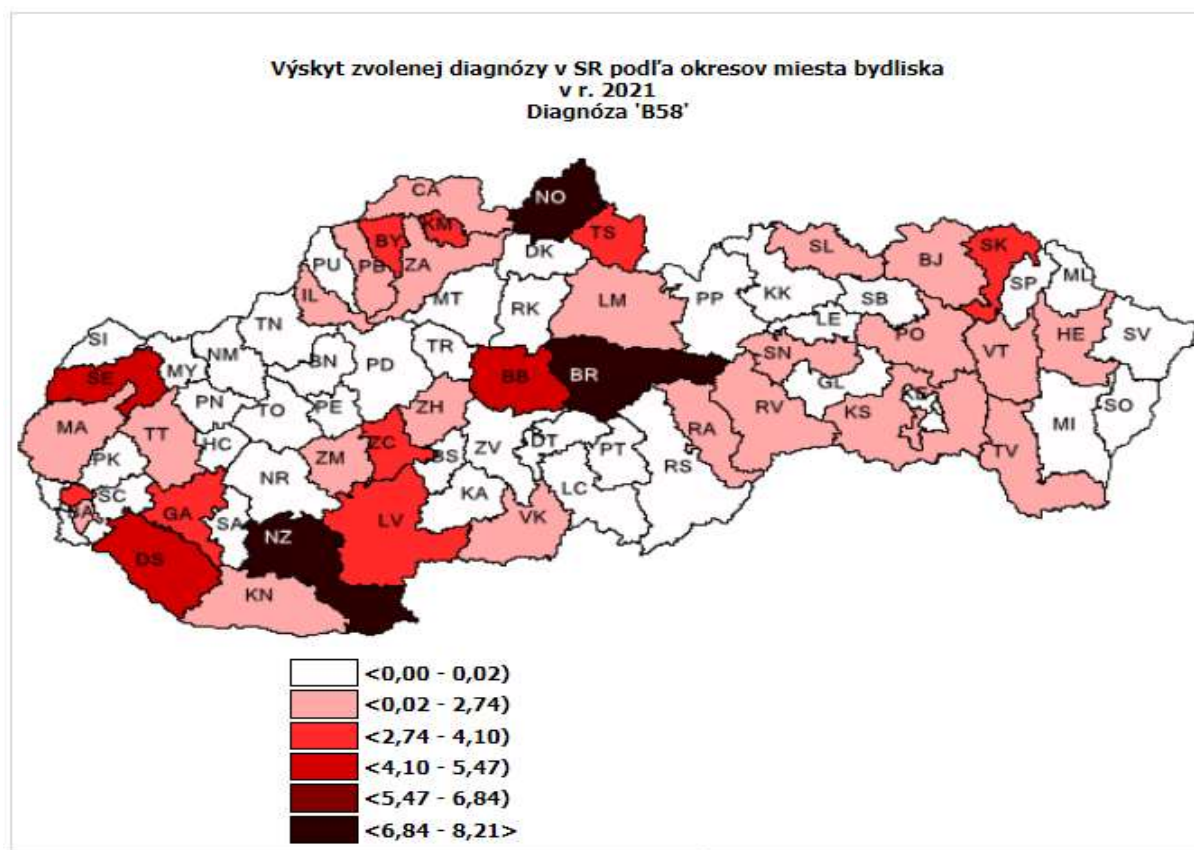 Výskyt zvolenej diagnózy v SR podľa okresov miesta bydliska
v r. 2021
Diagnóza 'B58'
CA
NO
KM
BY
TS
PU
PB
ZA
DK
IL
MT
RK
LM
PP
KK
SL
BJ
SK
SP
ML
SB
LE
PO
HE
SV
TN
SI
NM
MY
BN
PD
TR
SE
BB
BR
SN
VT
GL
PN
TO
PE
ZH
RV
KS
KE
SO
MI
MA
TT
HC
ZC
RA
TV
PK
ZM
BS
ZV
DT
PT
RS
NR
KA
LC
SC
BA
GA
SA
LV
VK
NZ
DS
KN
<0,00 - 0,02)
<0,02 - 2,74)
<2,74 - 4,10)
<4,10 - 5,47)
<5,47 - 6,84)
<6,84 - 8,21>